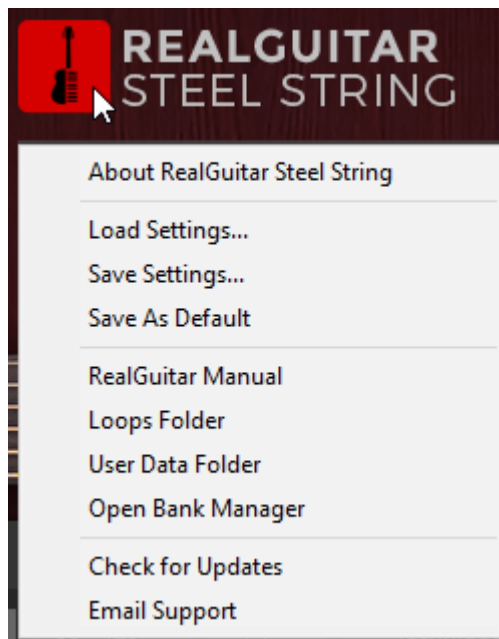 REALGUITAR
STEEL STRING
About RealGuitar Steel String
Load Settings...
Save Settings...
Save As Default
RealGuitar Manual
Loops Folder
User Data Folder
Open Bank Manager
Check for Updates
Email Support